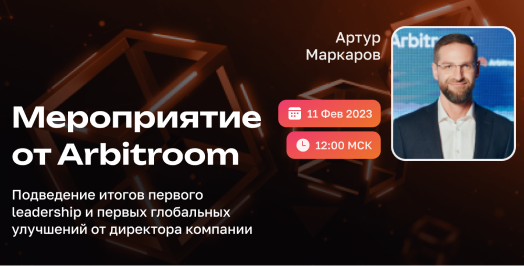 Артур
Маркаров
Мероприятие
от Arbitroom
11 Фев 2023
12:00 МСК
Подведение итогов первого
leadership и первых глобальных
улучшений от директора компании